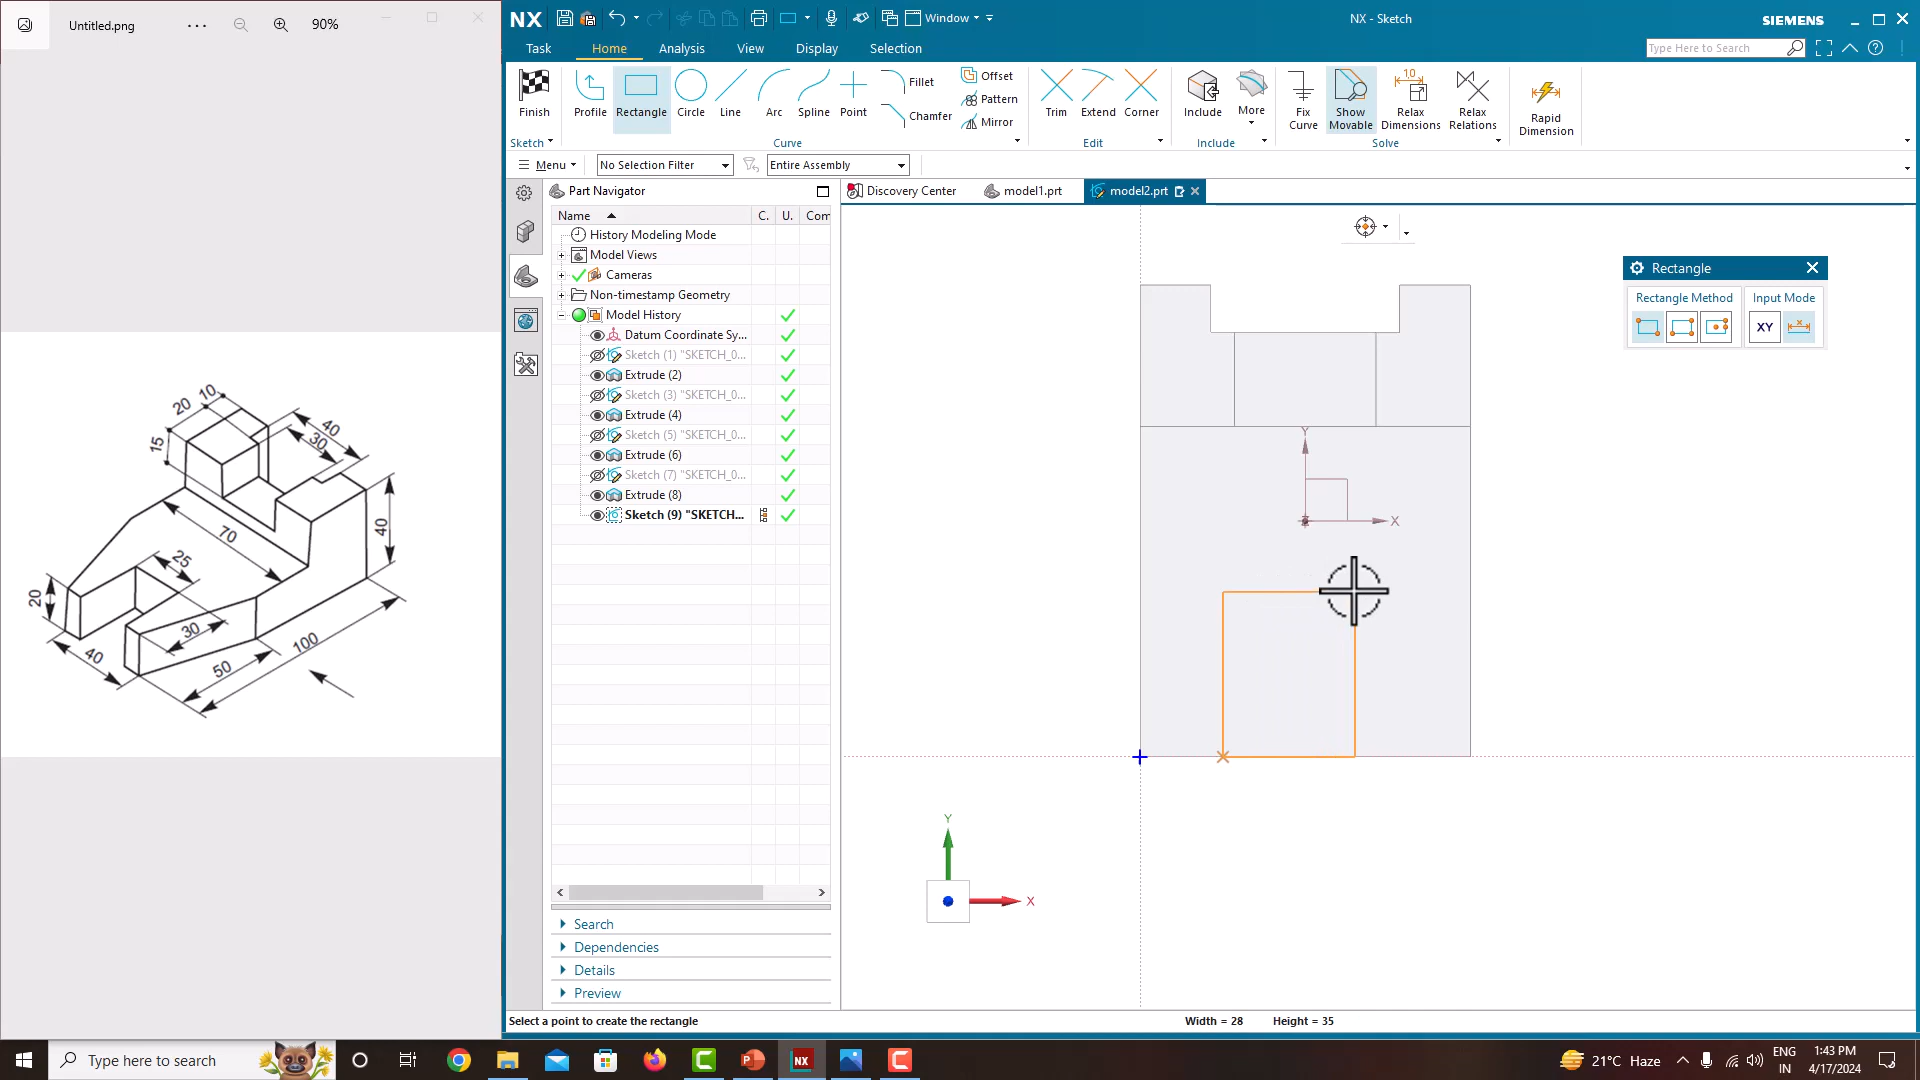 Untitled.png
90%
NX
Window
NX - Sketch
SIEMENS
Task
Home
Analysis
View
Display
Selection
Type Here to Search
Finish
Profile
Rectangle
Circle
Line
Arc
Spline
Point
Fillet
Chamfer
Offset
Pattern
Mirror
Trim
Extend
Corner
Include
More
Fix
Curve
Show
Movable
Relax
Dimensions
Relax
Relations
Rapid
Dimension
Sketch
Curve
Edit
Include
Solve
Menu
No Selection Filter
Entire Assembly
Part Navigator
Discovery Center
model1.prt
model2.prt
Name
C.
U.
Com
History Modeling Mode
Model Views
Cameras
Non-timestamp Geometry
Model History
Datum Coordinate Sy...
Sketch (1) "SKETCH_0...
Extrude (2)
Sketch (3) "SKETCH_0...
Extrude (4)
Sketch (5) "SKETCH_0...
Extrude (6)
Sketch (7) "SKETCH_0...
Extrude (8)
Sketch (9) "SKETCH...
Search
Dependencies
Details
Preview
Rectangle
Rectangle Method
Input Mode
XY
Y
X
Y
X
10
20
15
40
30
70
40
25
20
30
40
50
100
Select a point to create the rectangle
Width = 28
Height = 35
Type here to search
NX
21°C Haze
ENG
IN
1:43 PM
4/17/2024